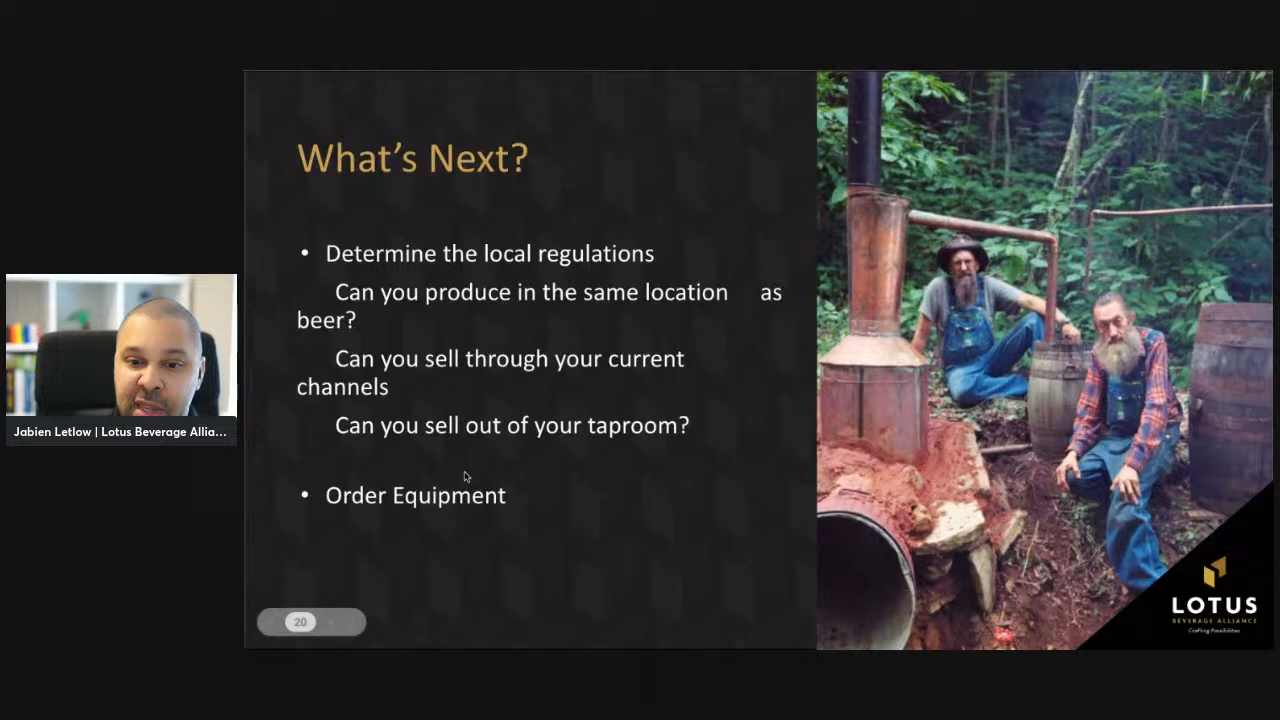 What's Next?
• Determine the local regulations
Can you produce in the same location as
beer?
Can you sell through your current
channels
Can you sell out of your taproom?
• Order Equipment
20
Jabien Letlow | Lotus Beverage Allia...
LOTUS
BEVERAGE ALLIANCE
Crafting Possibilities